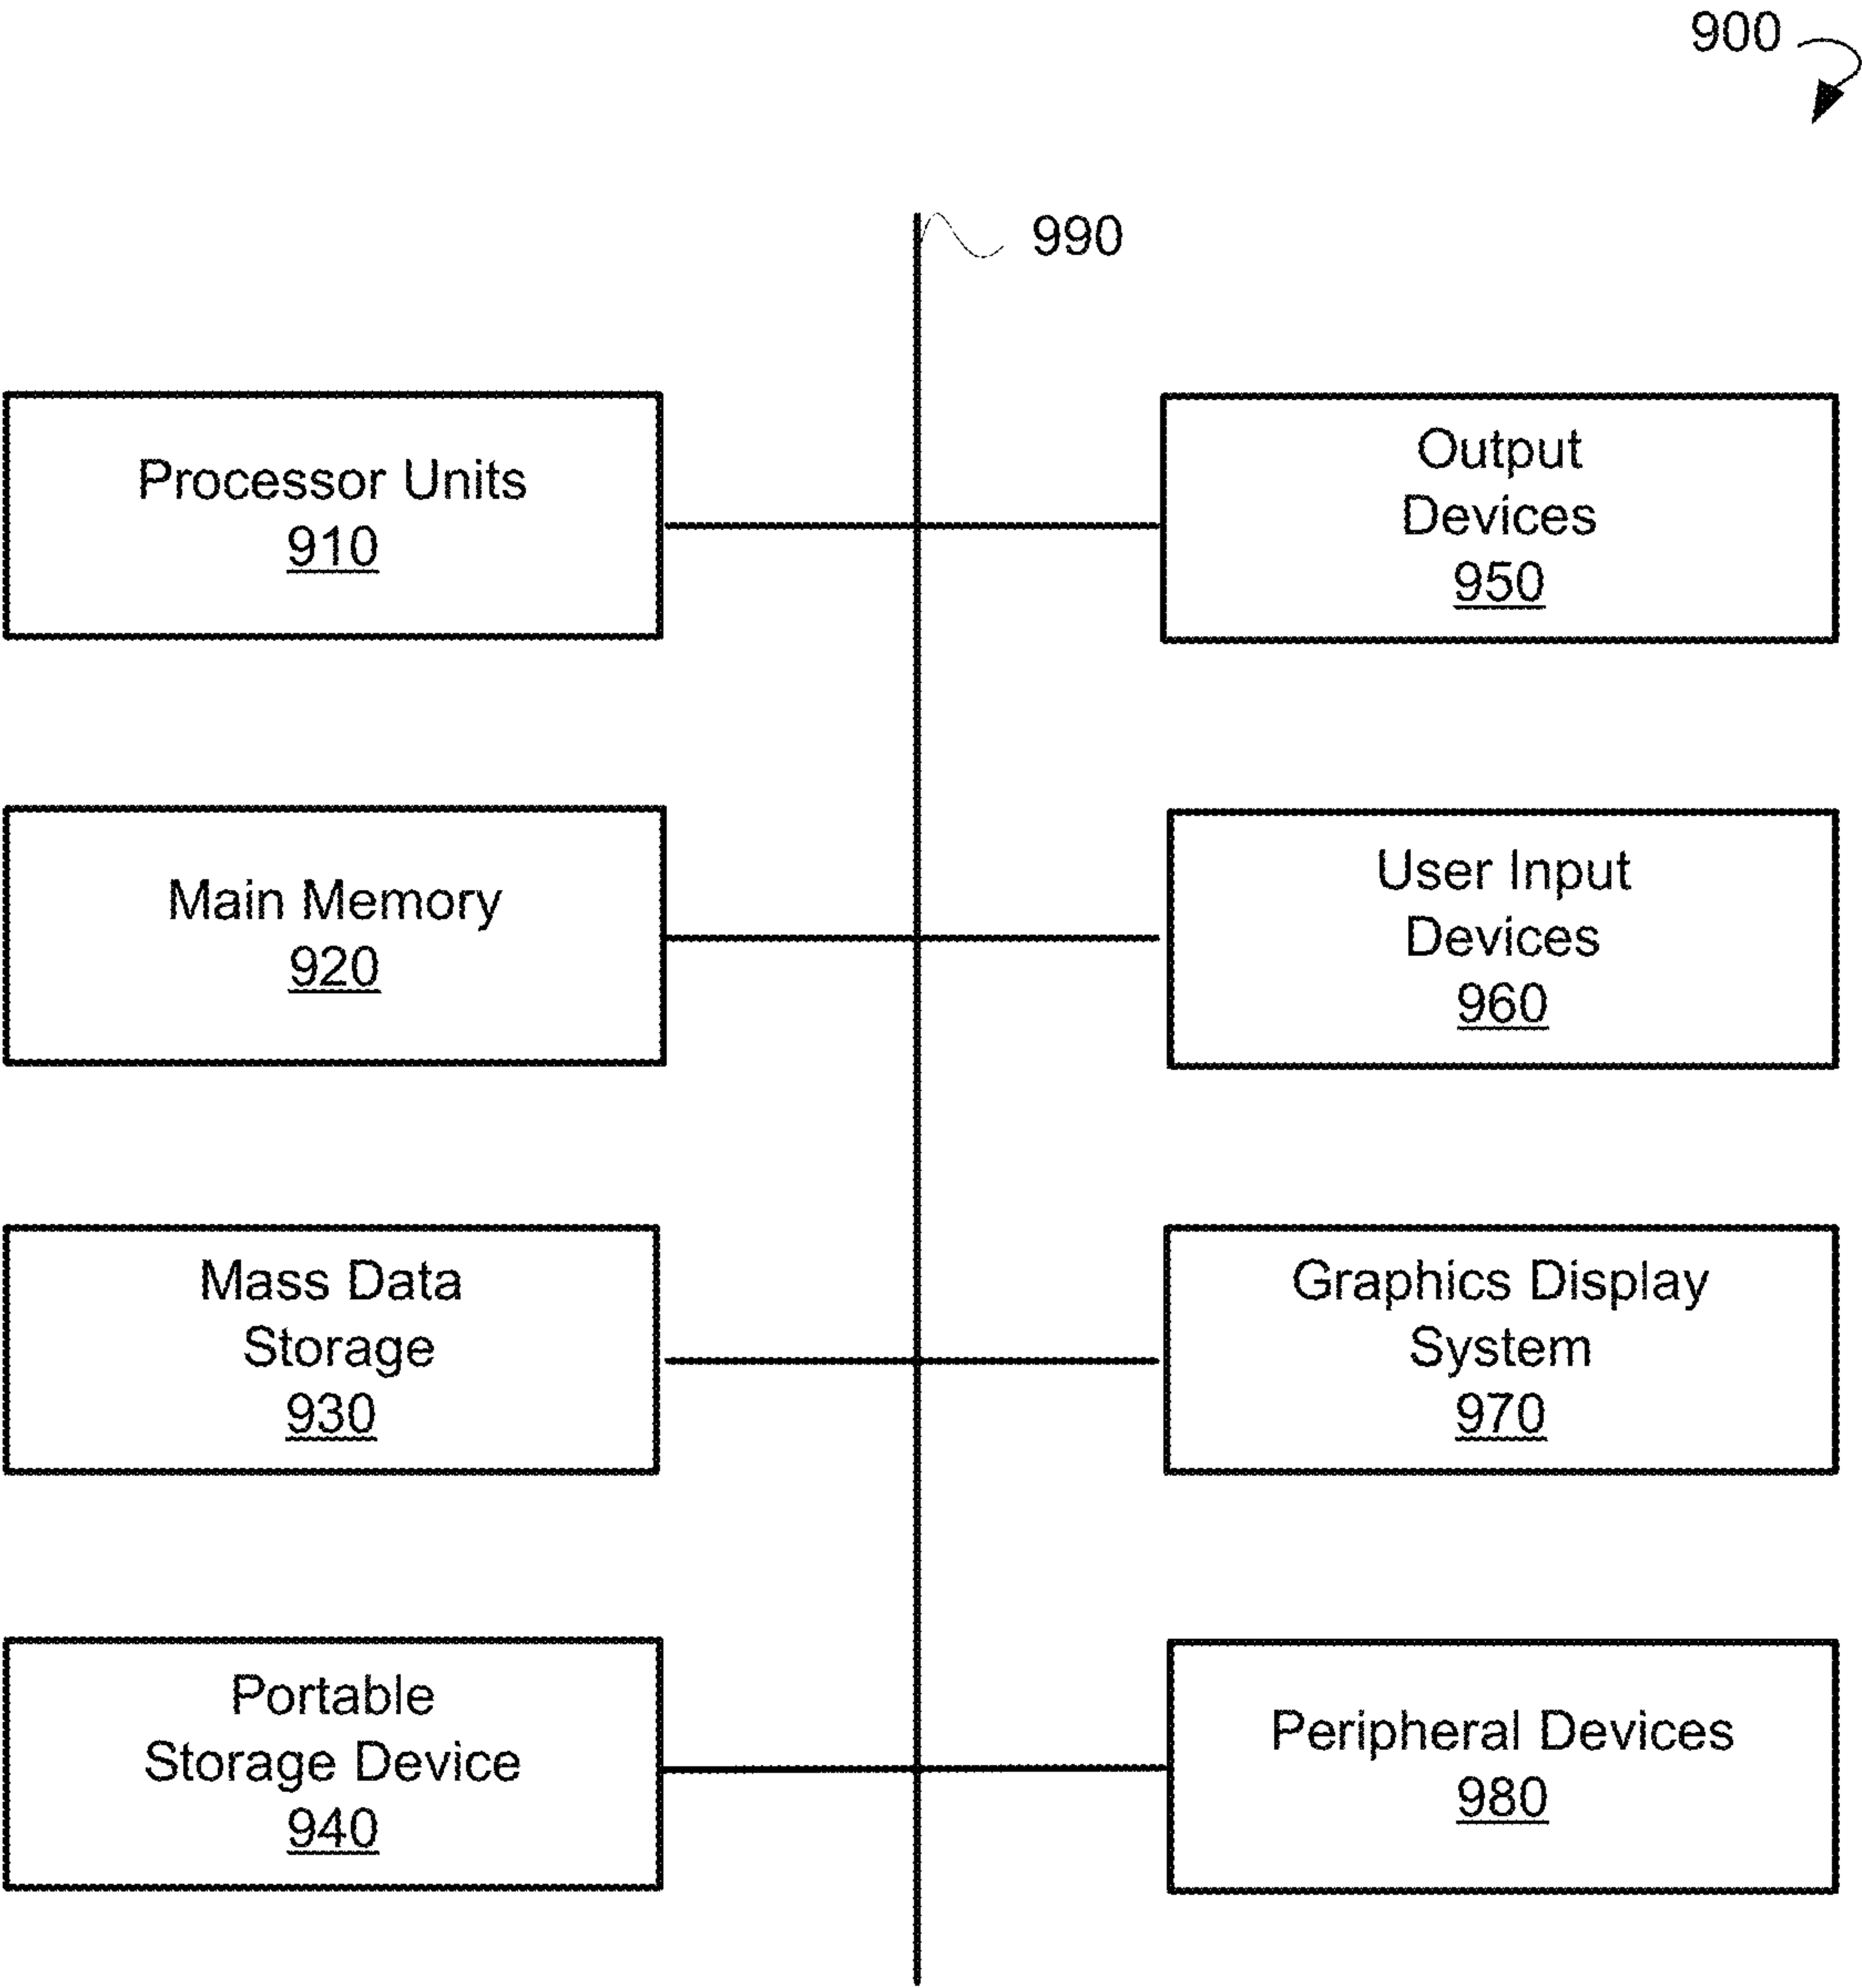 900
990
Processor Units
910
Output
Devices
950
Main Memory
920
User Input
Devices
960
Mass Data
Storage
930
Graphics Display
System
970
Portable
Storage Device
940
Peripheral Devices
980